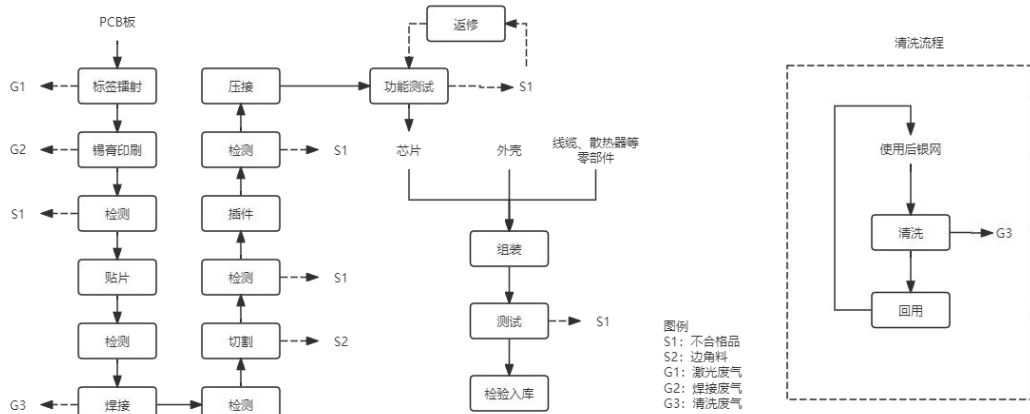 PCB板
G1
标签镭射
G2
锡膏印刷
S1
检测
贴片
检测
G3
焊接
压接
检测
S1
插件
检测
S1
切割
S2
检测
返修
功能测试
S1
芯片
外壳
线缆、散热器等
零部件
组装
测试
S1
检验入库
图例
S1：不合格品
S2：边角料
G1：激光废气
G2：焊接废气
G3：清洗废气
清洗流程
使用后银网
清洗
G3
回用